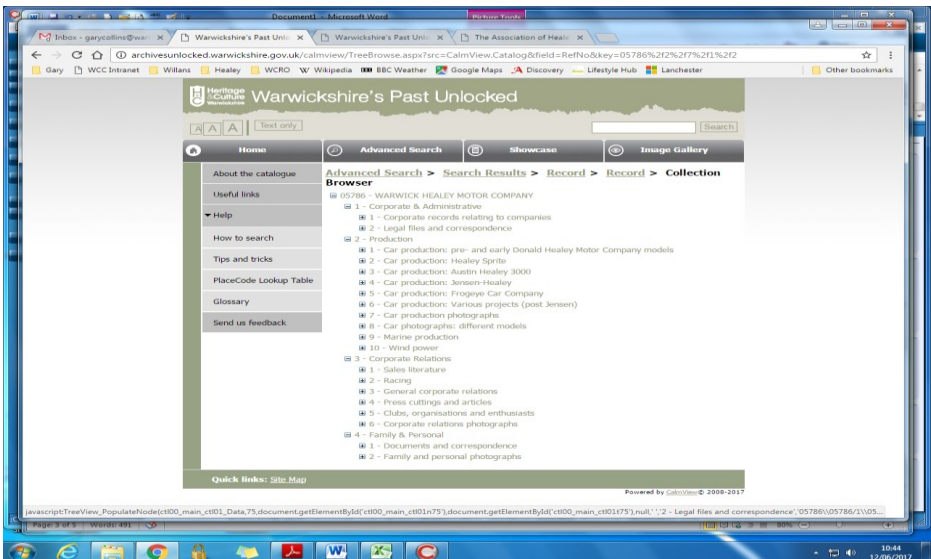 Document1 - Microsoft Word
Picture Tools
Inbox - garycollins@war
Warwickshire's Past Unlo
Warwickshire's Past Unlo
The Association of Heale
archivesunlocked.warwickshire.gov.uk/calmview/TreeBrowse.aspx?src=CalmView.Catalog&field=RefNo&key=05786%2f2%2f7%2f1%2f2
Gary
WCC Intranet
Willans
Healey
WCRO
W Wikipedia
BBC Weather
Google Maps
Discovery
Lifestyle Hub
Lanchester
Other bookmarks
Heritage & Culture Warwickshire
Warwickshire's Past Unlocked
A A A
Text only
Search
Home
Advanced Search
Showcase
Image Gallery
About the catalogue
Useful links
Help
How to search
Tips and tricks
PlaceCode Lookup Table
Glossary
Send us feedback
Advanced Search > Search Results > Record > Record > Collection
Browser
05786 - WARWICK HEALEY MOTOR COMPANY
1 - Corporate & Administrative
1 - Corporate records relating to companies
2 - Legal files and correspondence
2 - Production
1 - Car production: pre- and early Donald Healey Motor Company models
2 - Car production: Healey Sprite
3 - Car production: Austin Healey 3000
4 - Car production: Jensen-Healey
5 - Car production: Frogeye Car Company
6 - Car production: Various projects (post Jensen)
7 - Car production photographs
8 - Car photographs: different models
9 - Marine production
10 - Wind power
3 - Corporate Relations
1 - Sales literature
2 - Racing
3 - General corporate relations
4 - Press cuttings and articles
5 - Clubs, organisations and enthusiasts
6 - Corporate relations photographs
4 - Family & Personal
1 - Documents and correspondence
2 - Family and personal photographs
Quick links: Site Map
Powered by CalmView© 2008-2017
javascript:TreeView_PopulateNode(ctl00_main_ctl01_Data,75,document.getElementById('ctl00_main_ctl01n75'),document.getElementById('ctl00_main_ctl01t75'),null,' ','2 - Legal files and correspondence','05786\\05786/1\\05...
Page: 3 of 5
Words: 491
80%
10:44
12/06/2017